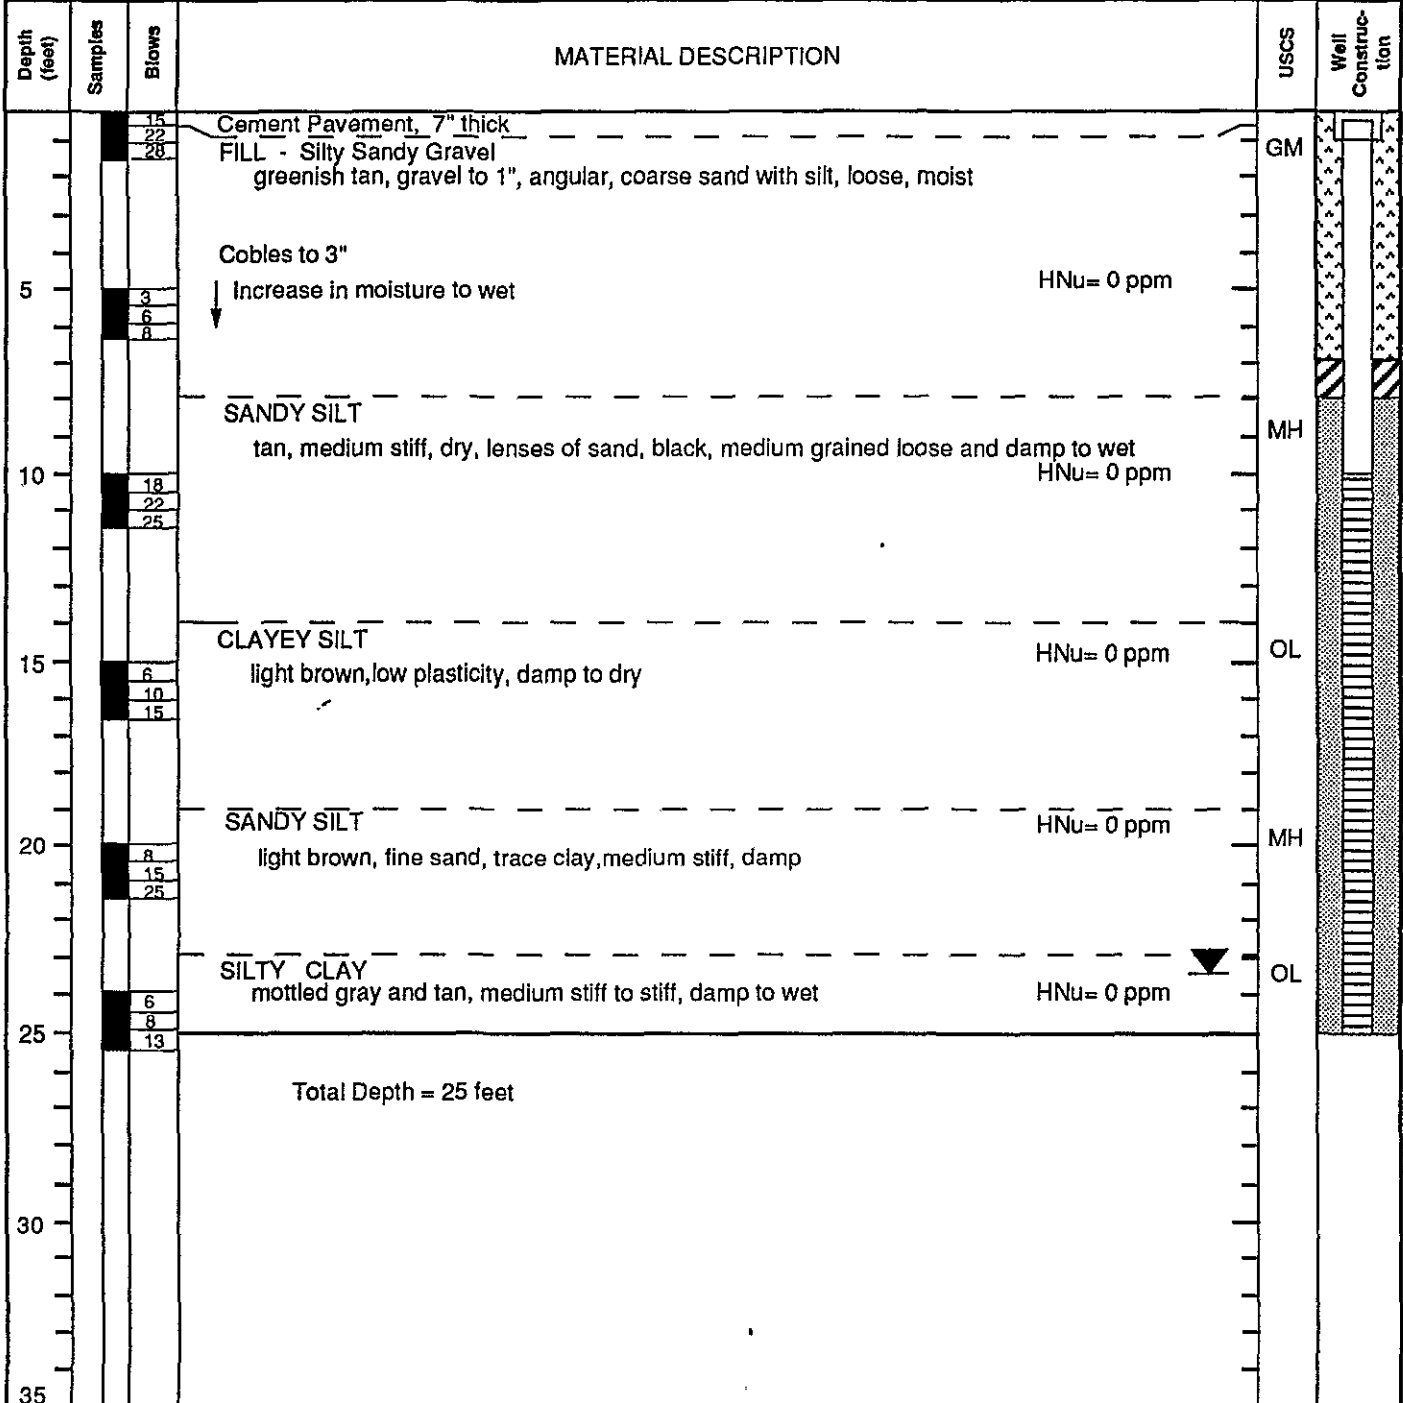 Depth (feet)
Samples
Blows
MATERIAL DESCRIPTION
USCS
Well Construc-tion
15
22
28
Cement Pavement, 7" thick
FILL - Silty Sandy Gravel
GM
greenish tan, gravel to 1", angular, coarse sand with silt, loose, moist
Cobles to 3"
5
3
6
8
Increase in moisture to wet
HNu= 0 ppm
SANDY SILT
MH
tan, medium stiff, dry, lenses of sand, black, medium grained loose and damp to wet
HNu= 0 ppm
10
18
22
25
CLAYEY SILT
HNu= 0 ppm
OL
15
6
10
15
light brown,low plasticity, damp to dry
SANDY SILT
HNu= 0 ppm
MH
20
8
15
25
light brown, fine sand, trace clay,medium stiff, damp
SILTY CLAY
OL
mottled gray and tan, medium stiff to stiff, damp to wet
HNu= 0 ppm
6
8
13
25
Total Depth = 25 feet
30
35